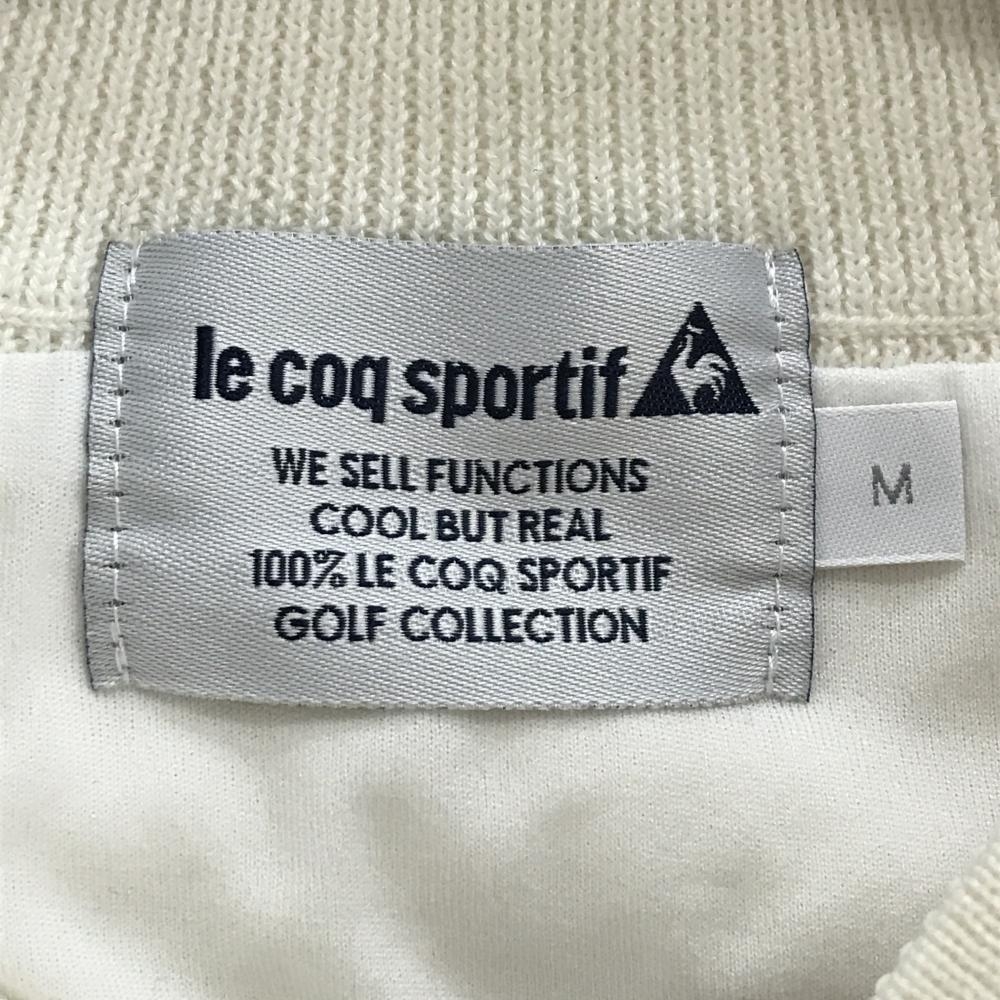 le coq sportif
WE SELL FUNCTIONS
COOL BUT REAL
100% LE COQ SPORTIF
GOLF COLLECTION
M